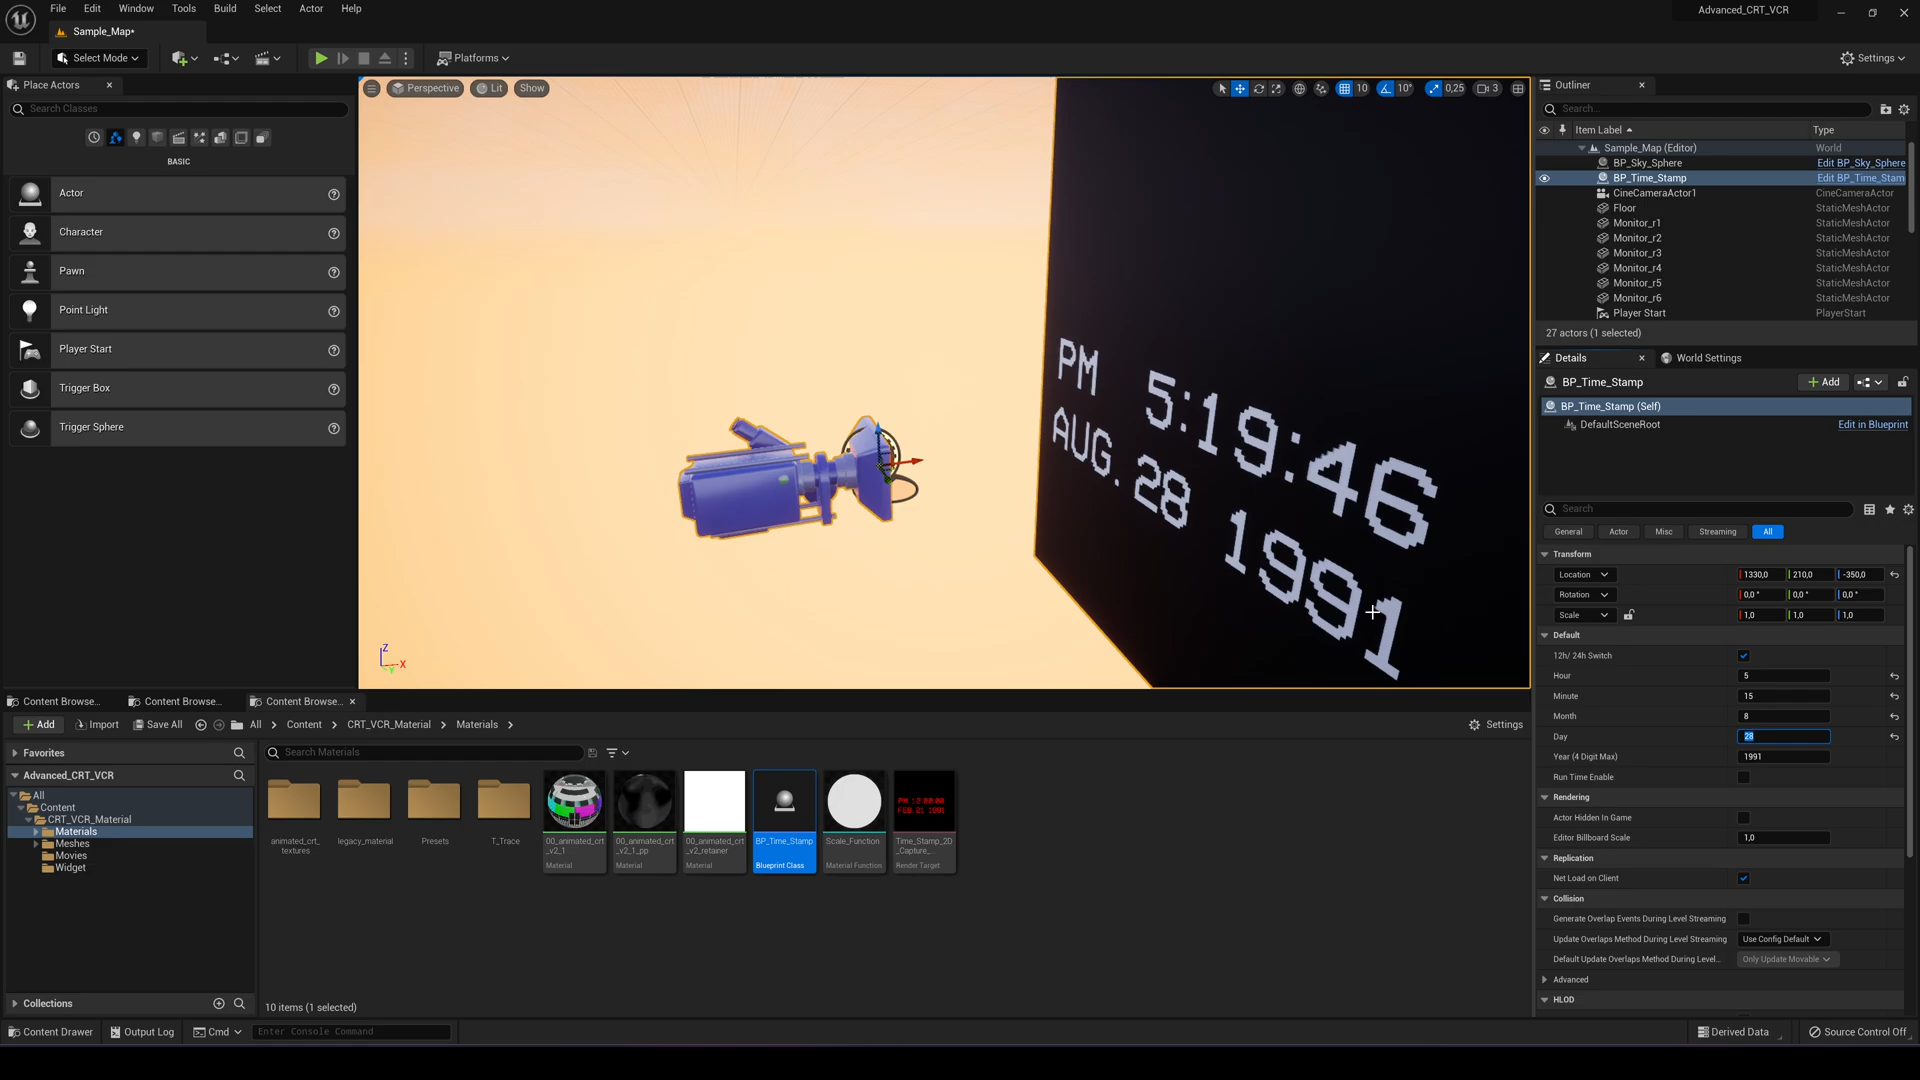 File Edit Window Tools Build Select Actor Help
Advanced_CRT_VCR
Sample_Map*
Select Mode
Platforms
Settings
Place Actors
Search Classes
BASIC
Actor
Character
Pawn
Point Light
Player Start
Trigger Box
Trigger Sphere
Perspective Lit Show
10 10° 0,25 3
PM 5:19:46
AUG.28 1991
Z
X
Outliner
Search...
Item Label Type
Sample_Map (Editor) World
BP_Sky_Sphere Edit BP_Sky_Sphere
BP_Time_Stamp Edit BP_Time_Stam
CineCameraActor1 CineCameraActor
Floor StaticMeshActor
Monitor_r1 StaticMeshActor
Monitor_r2 StaticMeshActor
Monitor_r3 StaticMeshActor
Monitor_r4 StaticMeshActor
Monitor_r5 StaticMeshActor
Monitor_r6 StaticMeshActor
Player Start PlayerStart
27 actors (1 selected)
Details World Settings
BP_Time_Stamp + Add
BP_Time_Stamp (Self)
DefaultSceneRoot Edit in Blueprint
Search
General Actor Misc Streaming All
Transform
Location 1330,0 210,0 -350,0
Rotation 0,0 ° 0,0 ° 0,0 °
Scale 1,0 1,0 1,0
Default
12h/ 24h Switch
Hour 5
Minute 15
Month 8
Day 28
Year (4 Digit Max) 1991
Run Time Enable
Rendering
Actor Hidden In Game
Editor Billboard Scale 1,0
Replication
Net Load on Client
Collision
Generate Overlap Events During Level Streaming
Update Overlaps Method During Level Streaming Use Config Default
Default Update Overlaps Method During Level... Only Update Movable
Advanced
HLOD
Content Browse... Content Browse... Content Browse...
+ Add Import Save All All Content CRT_VCR_Material Materials Settings
Favorites
Advanced_CRT_VCR
All
Content
CRT_VCR_Material
Materials
Meshes
Movies
Widget
Collections
Search Materials
animated_crt_textures
legacy_material
Presets
T_Trace
00_animated_crt_v2_1
Material
00_animated_crt_v2_1_pp
Material
00_animated_crt_v2_retainer
Material
BP_Time_Stamp
Blueprint Class
Scale_Function
Material Function
PM 12:00:00
FEB.21 1991
Time_Stamp_2D_Capture_...
Render Target
10 items (1 selected)
Content Drawer Output Log Cmd Enter Console Command
Derived Data Source Control Off